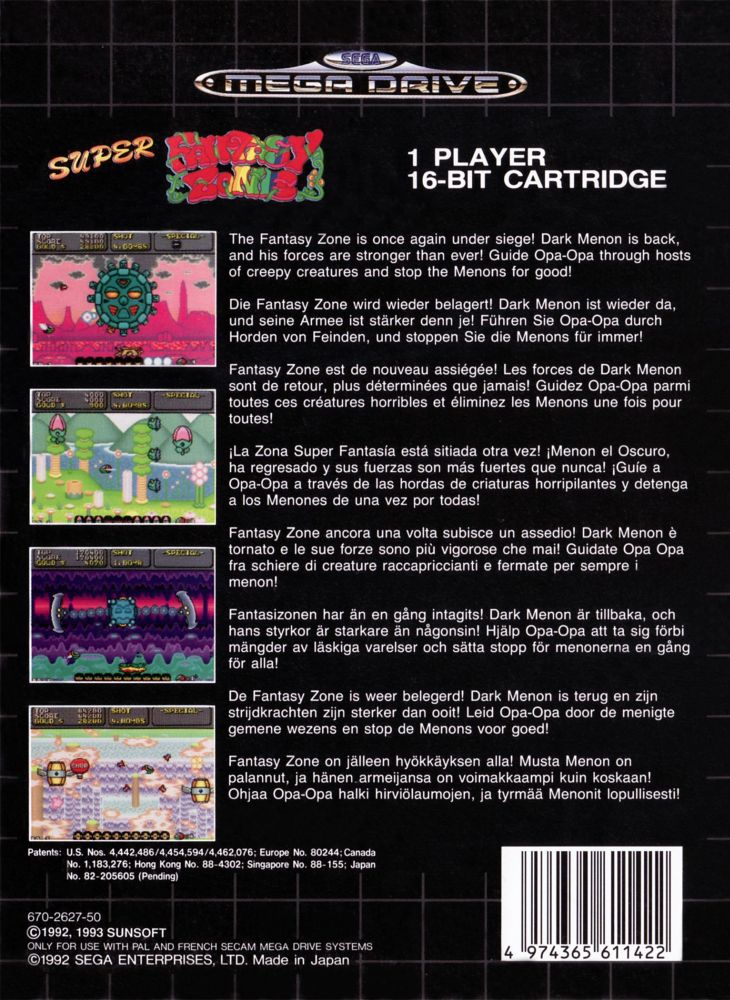 SEGA
MEGA DRIVE
SUPER FANTASY ZONE
1 PLAYER
16-BIT CARTRIDGE
The Fantasy Zone is once again under siege! Dark Menon is back,
and his forces are stronger than ever! Guide Opa-Opa through hosts
of creepy creatures and stop the Menons for good!
Die Fantasy Zone wird wieder belagert! Dark Menon ist wieder da,
und seine Armee ist stärker denn je! Führen Sie Opa-Opa durch
Horden von Feinden, und stoppen Sie die Menons für immer!
Fantasy Zone est de nouveau assiégée! Les forces de Dark Menon
sont de retour, plus déterminées que jamais! Guidez Opa-Opa parmi
toutes ces créatures horribles et éliminez les Menons une fois pour
toutes!
¡La Zona Super Fantasía está sitiada otra vez! ¡Menon el Oscuro,
ha regresado y sus fuerzas son más fuertes que nunca! ¡Guíe a
Opa-Opa a través de las hordas de criaturas horripilantes y detenga
a los Menones de una vez por todas!
Fantasy Zone ancora una volta subisce un assedio! Dark Menon è
tornato e le sue forze sono più vigorose che mai! Guidate Opa Opa
fra schiere di creature raccapriccianti e fermate per sempre i
menon!
Fantasizonen har än en gång intagits! Dark Menon är tillbaka, och
hans styrkor är starkare än någonsin! Hjälp Opa-Opa att ta sig förbi
mängder av läskiga varelser och sätta stopp för menonerna en gång
för alla!
De Fantasy Zone is weer belegerd! Dark Menon is terug en zijn
strijdkrachten zijn sterker dan ooit! Leid Opa-Opa door de menigte
gemene wezens en stop de Menons voor goed!
Fantasy Zone on jälleen hyökkäyksen alla! Musta Menon on
palannut, ja hänen armeijansa on voimakkaampi kuin koskaan!
Ohjaa Opa-Opa halki hirviölaumojen, ja tyrmää Menonit lopullisesti!
Patents: U.S. Nos. 4,442,486/4,454,594/4,462,076; Europe No. 80244; Canada
No. 1,183,276; Hong Kong No. 88-4302; Singapore No. 88-155; Japan
No. 82-205605 (Pending)
670-2627-50
©1992, 1993 SUNSOFT
ONLY FOR USE WITH PAL AND FRENCH SECAM MEGA DRIVE SYSTEMS
©1992 SEGA ENTERPRISES, LTD. Made in Japan
4 974365 611422